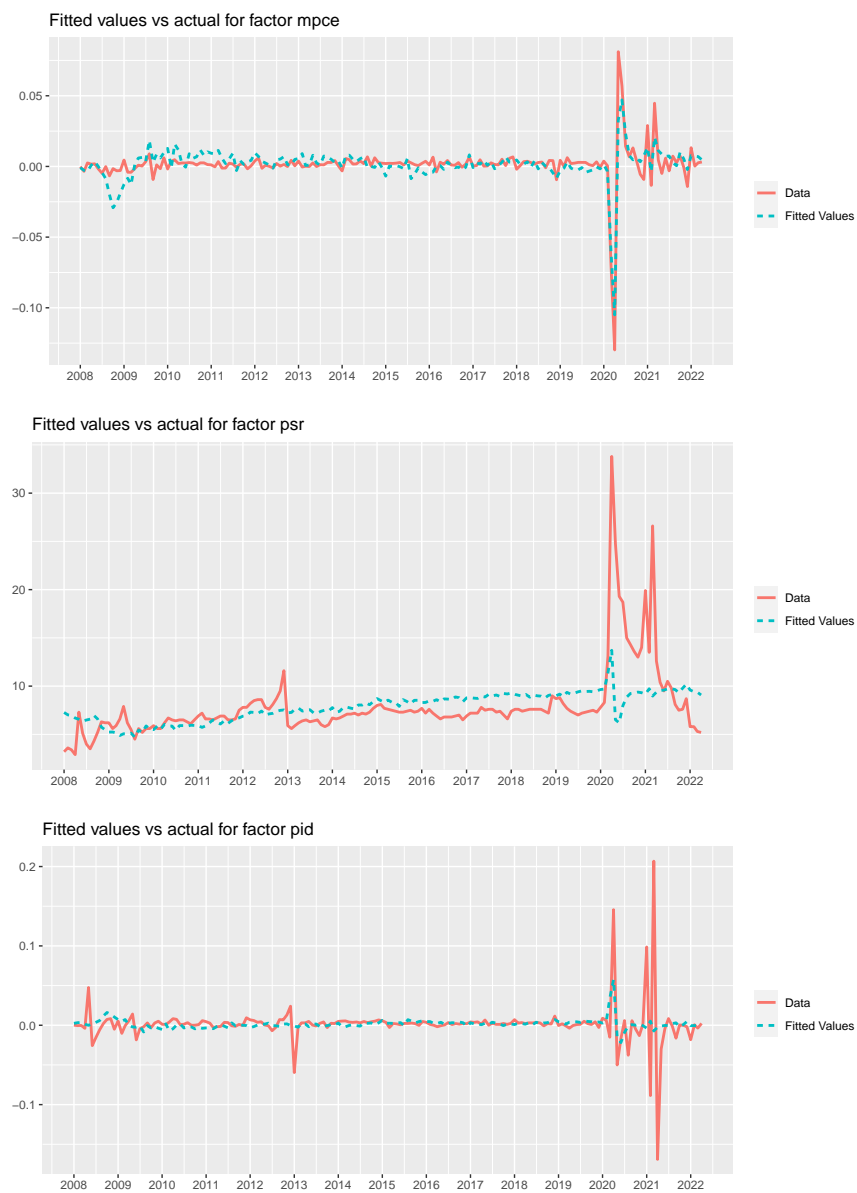 Fitted values vs actual for factor mpce
0.05
0.00
−0.05
−0.10
2008 2009 2010 2011 2012 2013 2014 2015 2016 2017 2018 2019 2020 2021 2022
Data
Fitted Values
Fitted values vs actual for factor psr
30
20
10
2008 2009 2010 2011 2012 2013 2014 2015 2016 2017 2018 2019 2020 2021 2022
Data
Fitted Values
Fitted values vs actual for factor pid
0.2
0.1
0.0
−0.1
2008 2009 2010 2011 2012 2013 2014 2015 2016 2017 2018 2019 2020 2021 2022
Data
Fitted Values